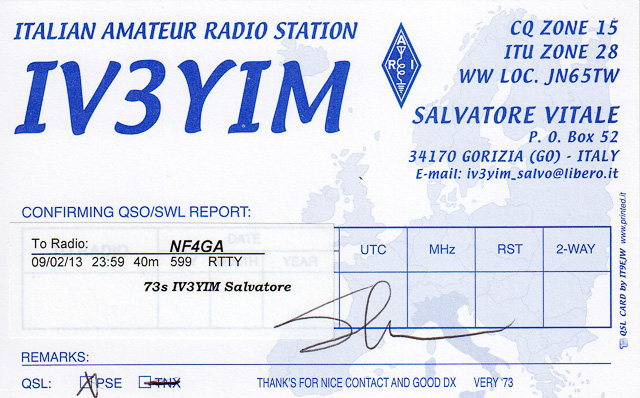 ITALIAN AMATEUR RADIO STATION
IV3YIM
A R I
CQ ZONE 15
ITU ZONE 28
WW LOC. JN65TW
SALVATORE VITALE
P. O. Box 52
34170 GORIZIA (GO) - ITALY
E-mail: iv3yim_salvo@libero.it
CONFIRMING QSO/SWL REPORT:
To Radio: NF4GA
09/02/13 23:59 40m 599 RTTY
73s IV3YIM Salvatore
RADIO DATE
MONTH YEAR
UTC MHz RST 2-WAY
REMARKS:
QSL: PSE TNX THANK'S FOR NICE CONTACT AND GOOD DX VERY '73
QSL CARD by IT9EJW www.printed.it